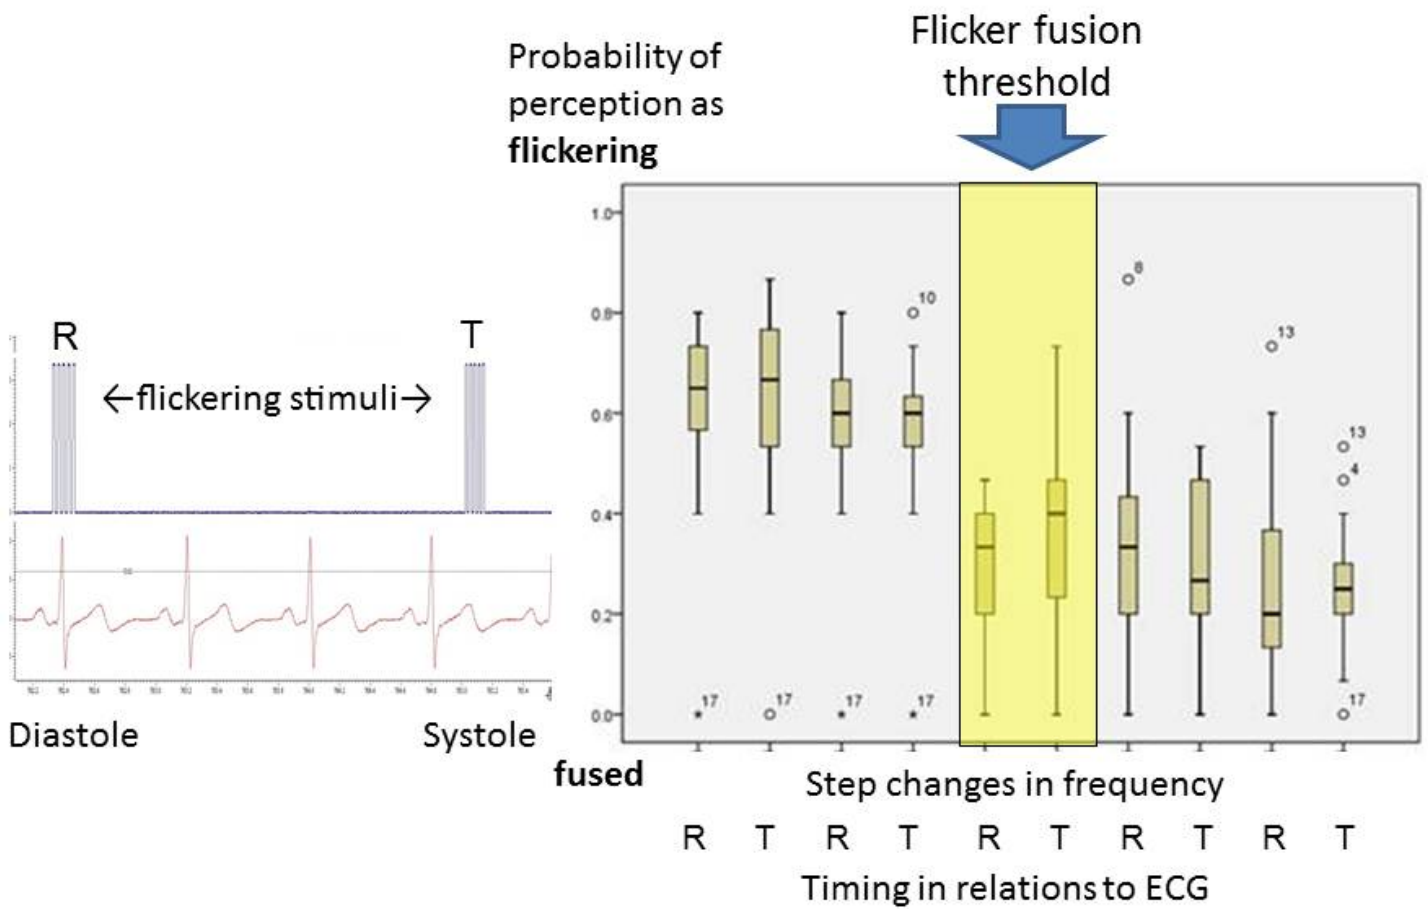 Flicker fusion
threshold
Probability of
perception as
flickering
R
T
←flickering stimuli→
Diastole
Systole
1.0
0.8
0.6
0.4
0.2
0.0
17
17
17
10
17
8
13
13
4
17
fused
Step changes in frequency
R T R T R T R T R T
Timing in relations to ECG